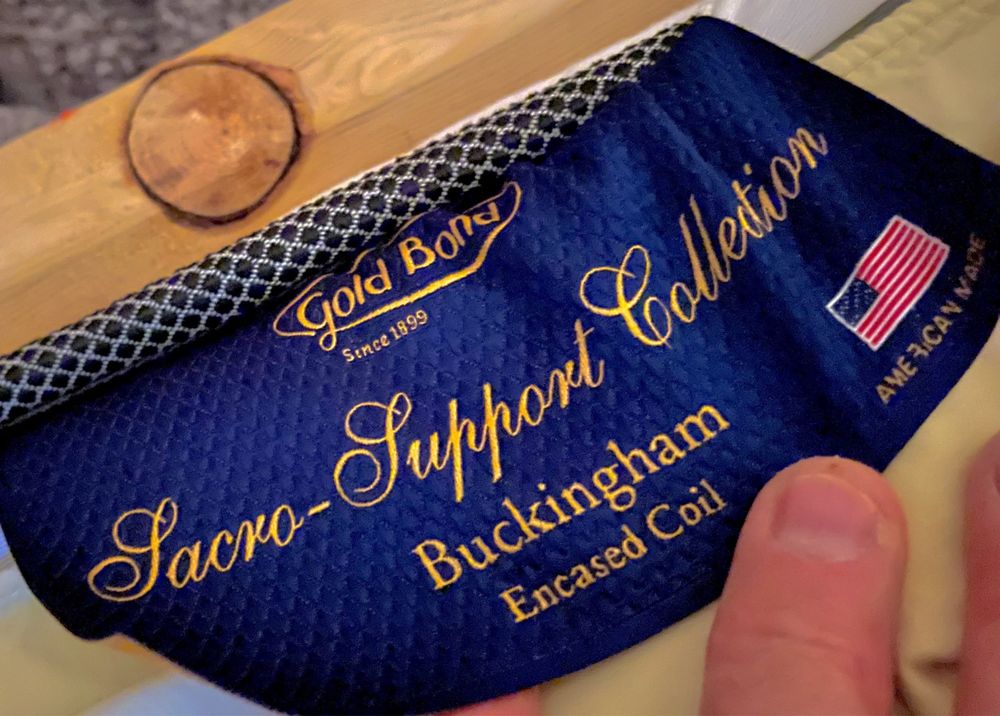 Gold Bond
Since 1899
Sacro-Support Collection
Buckingham
Encased Coil
AMERICAN MADE